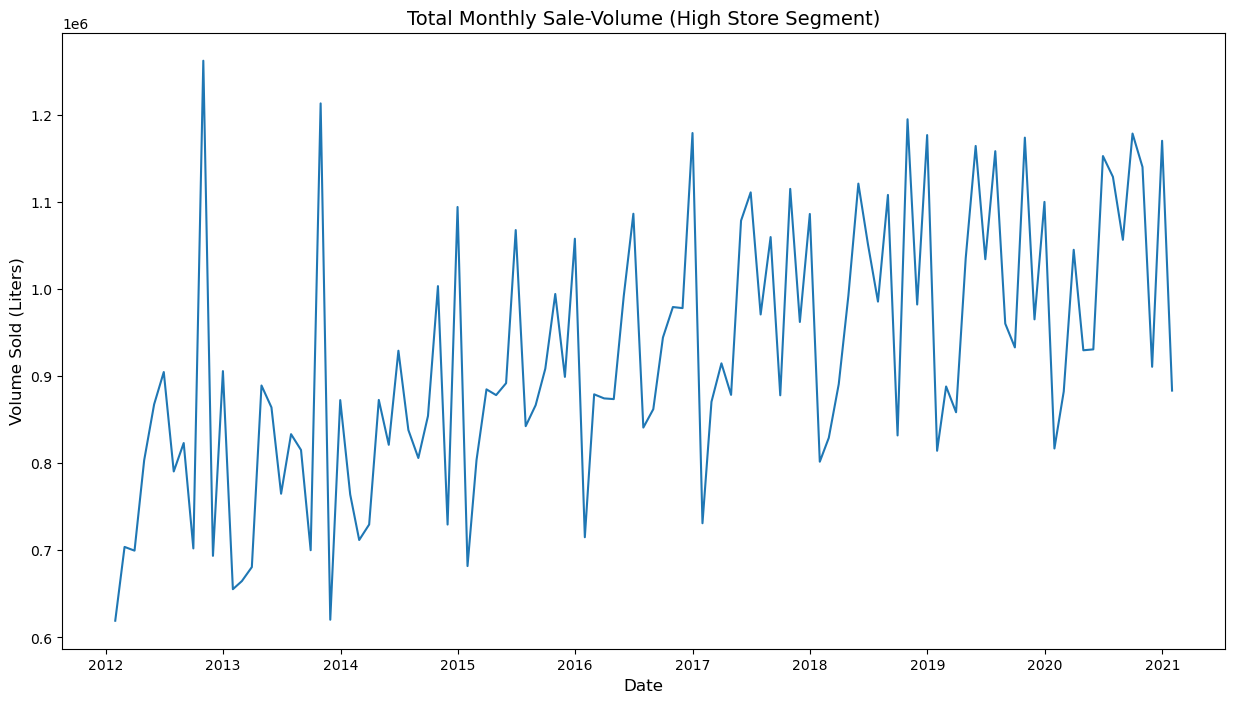 Total Monthly Sale-Volume (High Store Segment)
1e6
1.2
1.1
1.0
0.9
0.8
0.7
0.6
Volume Sold (Liters)
2012 2013 2014 2015 2016 2017 2018 2019 2020 2021
Date